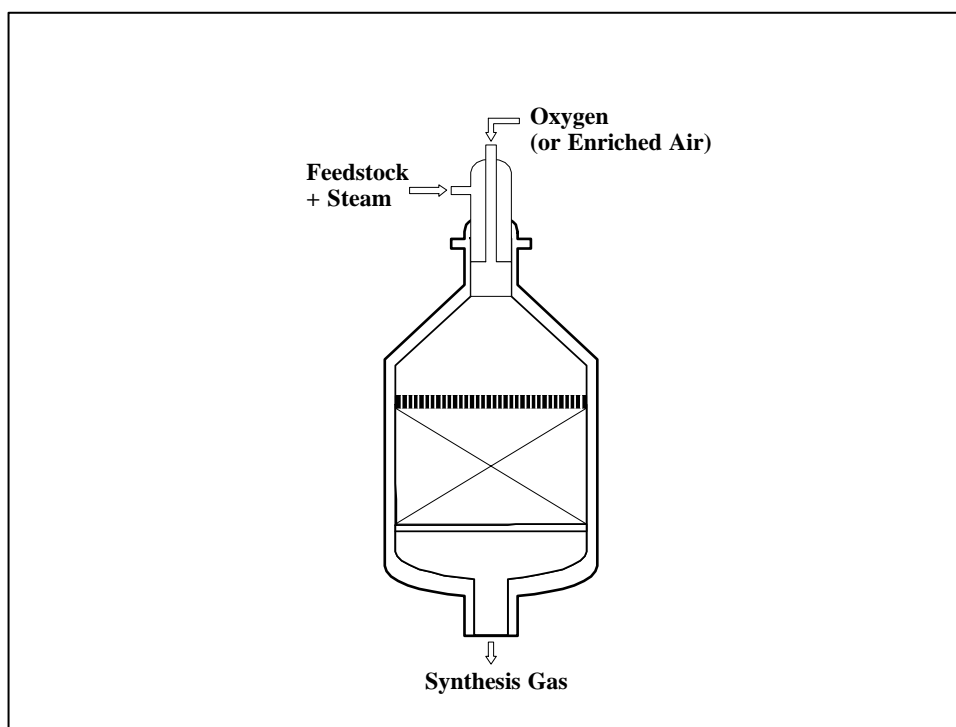 Oxygen
(or Enriched Air)
Feedstock
+ Steam
Synthesis Gas